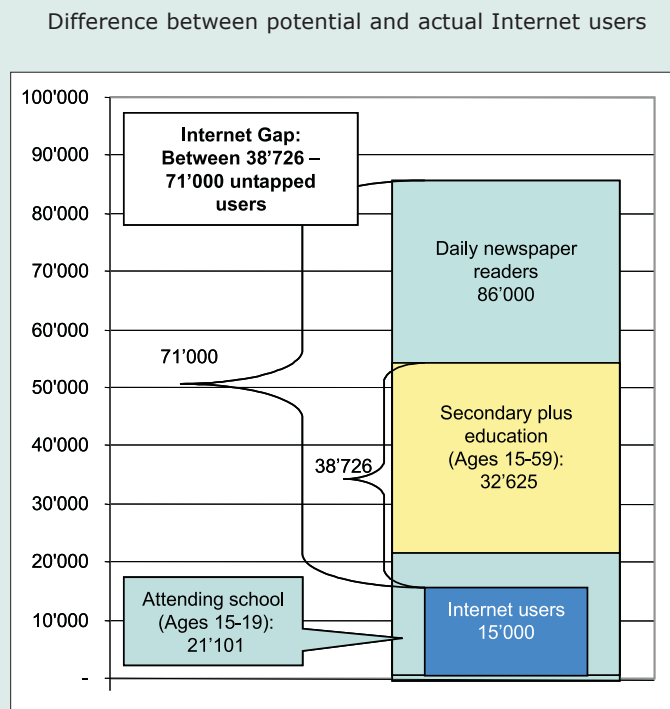 Difference between potential and actual Internet users
100'000
90'000
80'000
70'000
60'000
50'000
40'000
30'000
20'000
10'000
-
Internet Gap:
Between 38’726 –
71’000 untapped
users
Daily newspaper
readers
86’000
71’000
Secondary plus
education
(Ages 15-59):
32’625
38’726
Attending school
(Ages 15-19):
21’101
Internet users
15’000